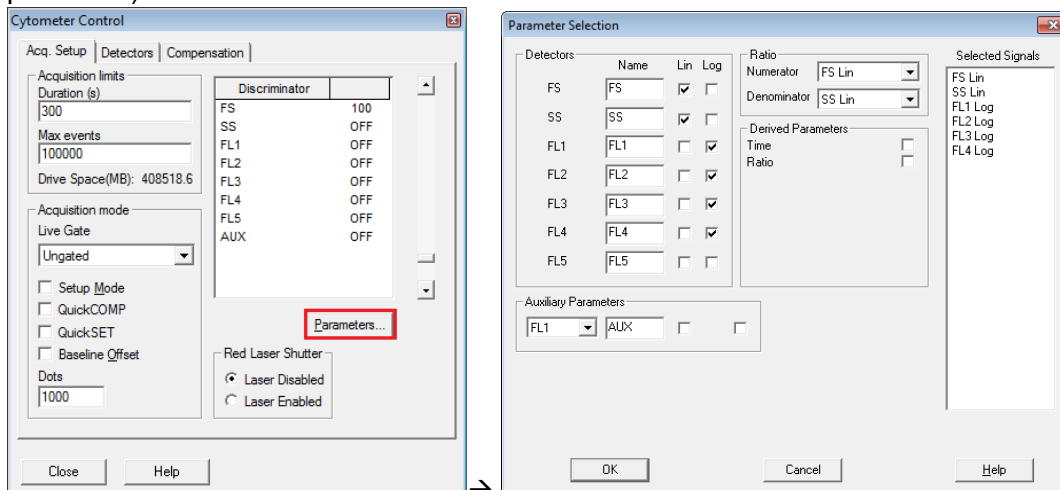 Cytometer Control
Acq. Setup Detectors Compensation
Acquisition limits
Duration (s)
300
Max events
100000
Drive Space(MB): 408518.6
Acquisition mode
Live Gate
Ungated
Setup Mode
QuickCOMP
QuickSET
Baseline Offset
Dots
1000
Discriminator
FS 100
SS OFF
FL1 OFF
FL2 OFF
FL3 OFF
FL4 OFF
FL5 OFF
AUX OFF
Parameters...
Red Laser Shutter
Laser Disabled
Laser Enabled
Close Help
→
Parameter Selection
Detectors
Name Lin Log
FS FS
SS SS
FL1 FL1
FL2 FL2
FL3 FL3
FL4 FL4
FL5 FL5
Auxiliary Parameters
FL1 AUX
Ratio
Numerator FS Lin
Denominator SS Lin
Derived Parameters
Time
Ratio
Selected Signals
FS Lin
SS Lin
FL1 Log
FL2 Log
FL3 Log
FL4 Log
OK Cancel Help